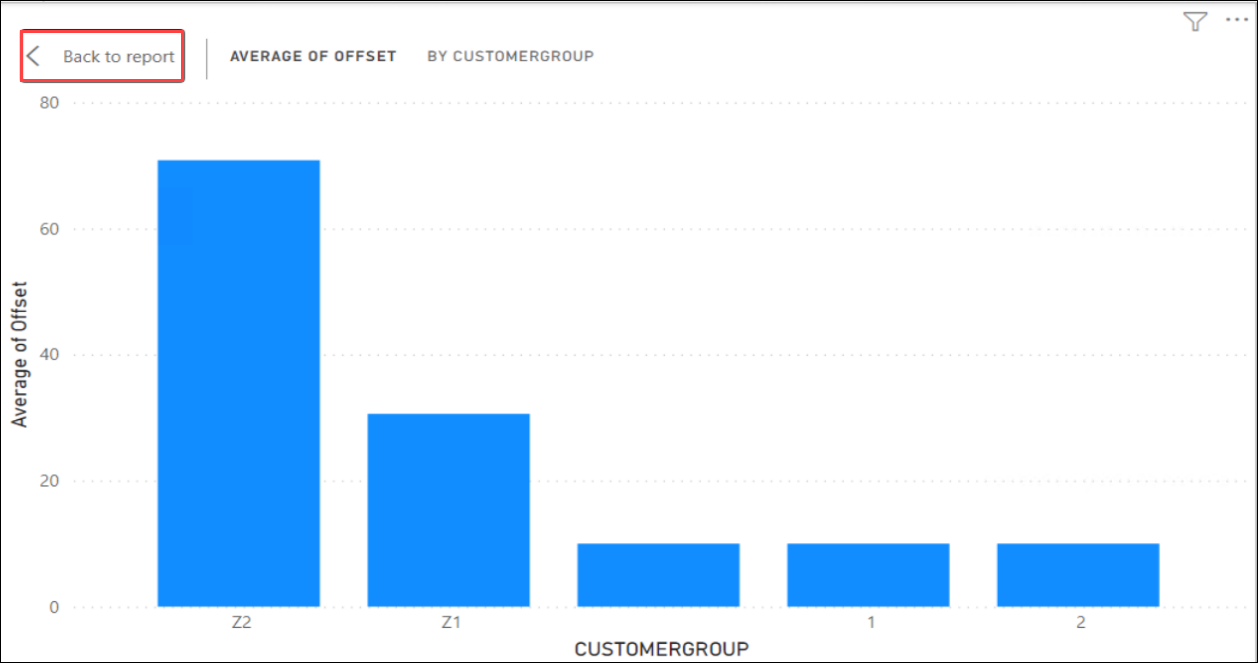 Back to report
AVERAGE OF OFFSET BY CUSTOMERGROUP
80
60
40
20
0
Average of Offset
Z2 Z1 1 2
CUSTOMERGROUP